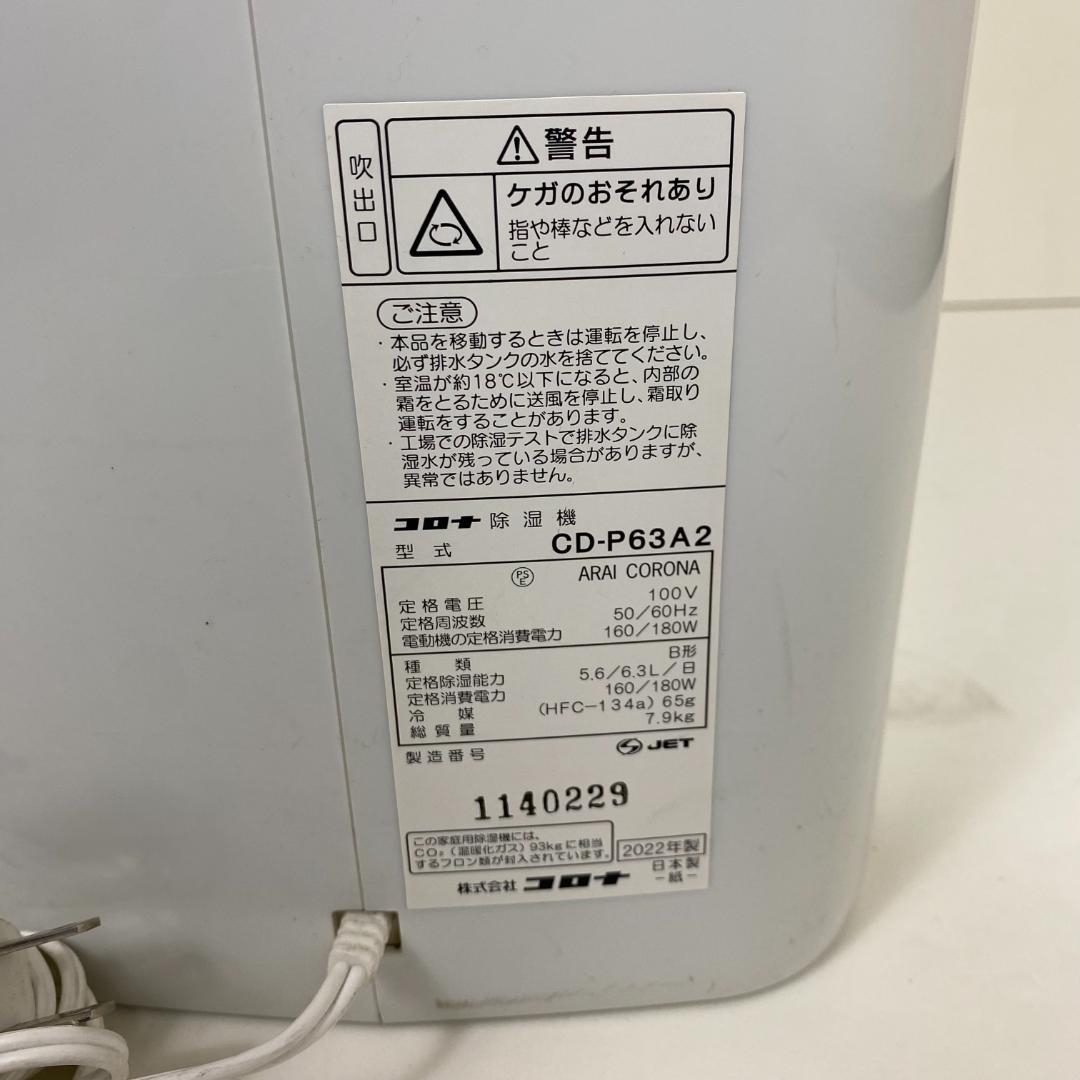 吹出口
⚠警告
ケガのおそれあり
指や棒などを入れない
こと
ご注意
・本品を移動するときは運転を停止し、
必ず排水タンクの水を捨ててください。
・室温が約18℃以下になると、内部の
霜をとるために送風を停止し、霜取り
運転をすることがあります。
・工場での除湿テストで排水タンクに除
湿水が残っている場合がありますが、
異常ではありません。
コロナ 除湿機
型式 CD-P63A2
PSE ARAI CORONA
定格電圧 100V
定格周波数 50/60Hz
電動機の定格消費電力 160/180W
種類 B形
定格除湿能力 5.6/6.3L/日
定格消費電力 160/180W
冷媒 (HFC-134a) 65g
総質量 7.9kg
製造番号 JET
1140229
この家庭用除湿機には、
CO₂(温暖化ガス)93kgに相当
するフロン類が封入されています。
2022年製
日本製
株式会社 コロナ -紙-